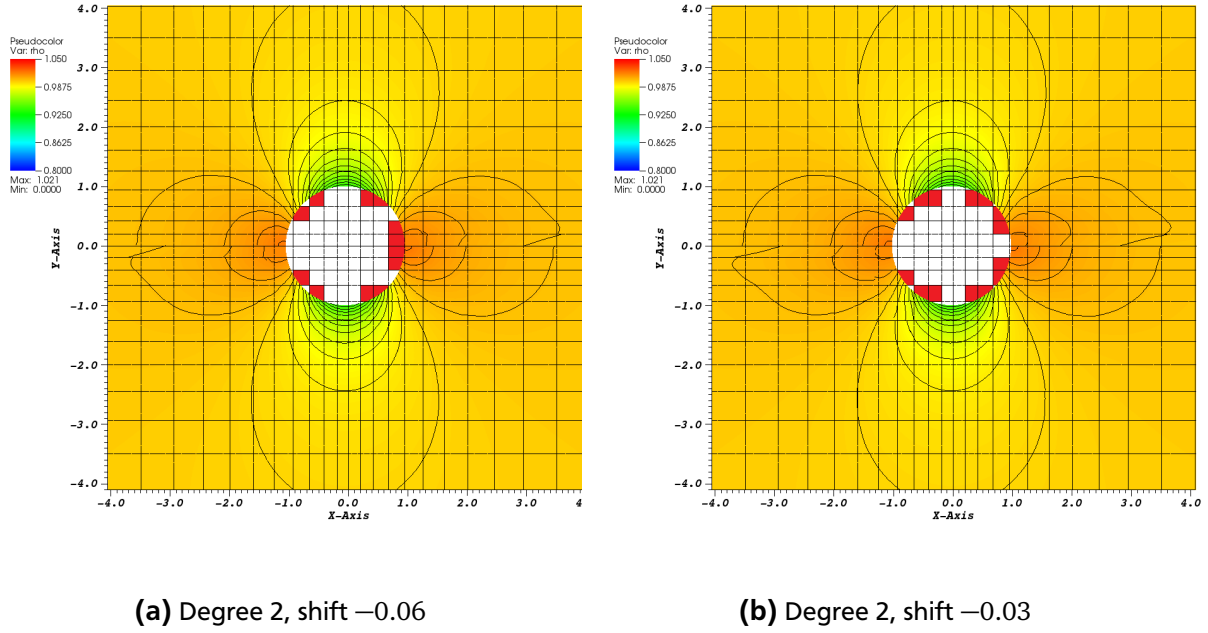 4.0
3.0
2.0
1.0
0.0
-1.0
-2.0
-3.0
-4.0
Y-Axis
Pseudocolor
Var: rho
1.050
0.9875
0.9250
0.8625
0.8000
Max: 1.021
Min: 0.0000
-4.0 -3.0 -2.0 -1.0 0.0 1.0 2.0 3.0 4
X-Axis
4.0
3.0
2.0
1.0
0.0
-1.0
-2.0
-3.0
-4.0
Y-Axis
Pseudocolor
Var: rho
1.050
0.9875
0.9250
0.8625
0.8000
Max: 1.021
Min: 0.0000
-4.0 -3.0 -2.0 -1.0 0.0 1.0 2.0 3.0 4.0
X-Axis
(a) Degree 2, shift −0.06
(b) Degree 2, shift −0.03